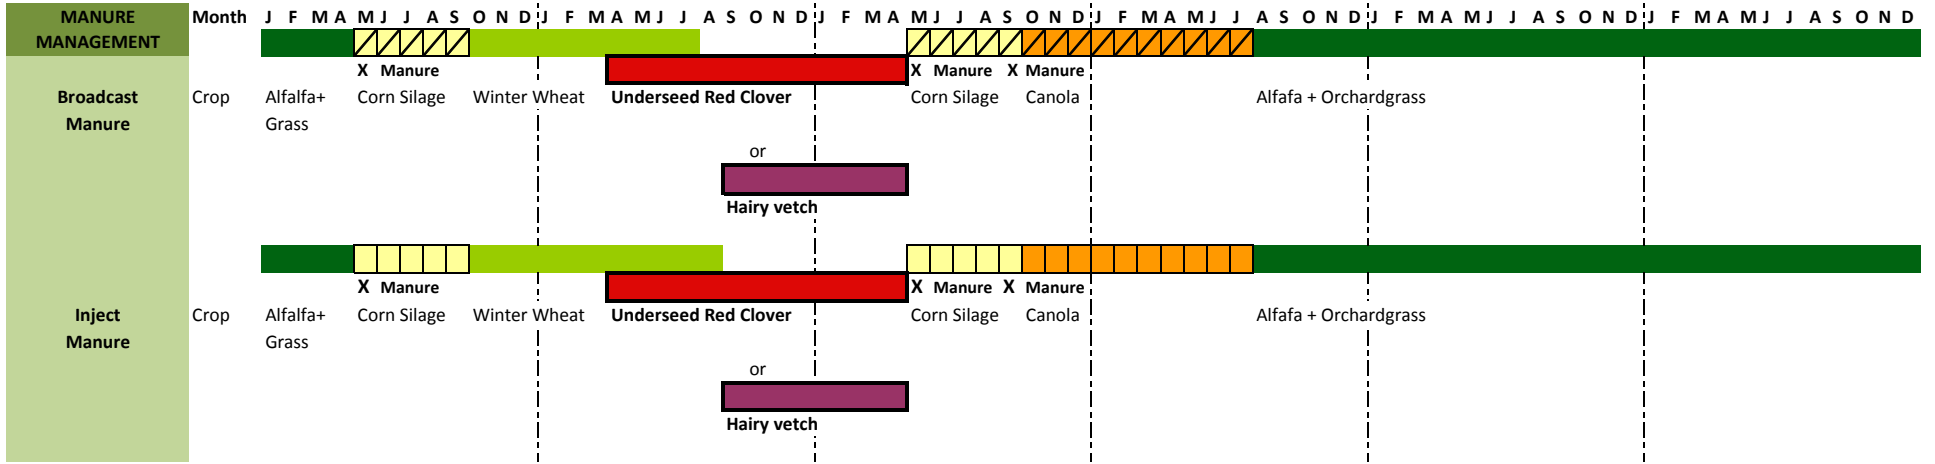 MANURE MANAGEMENT
Month J F M A M J J A S O N D J F M A M J J A S O N D J F M A M J J A S O N D J F M A M J J A S O N D J F M A M J J A S O N D J F M A M J J A S O N D
X Manure X Manure X Manure
Broadcast Manure
Crop Alfalfa+ Corn Silage Winter Wheat Underseed Red Clover Corn Silage Canola Alfafa + Orchardgrass
Grass
or
Hairy vetch
X Manure X Manure X Manure
Inject Manure
Crop Alfalfa+ Corn Silage Winter Wheat Underseed Red Clover Corn Silage Canola Alfafa + Orchardgrass
Grass
or
Hairy vetch